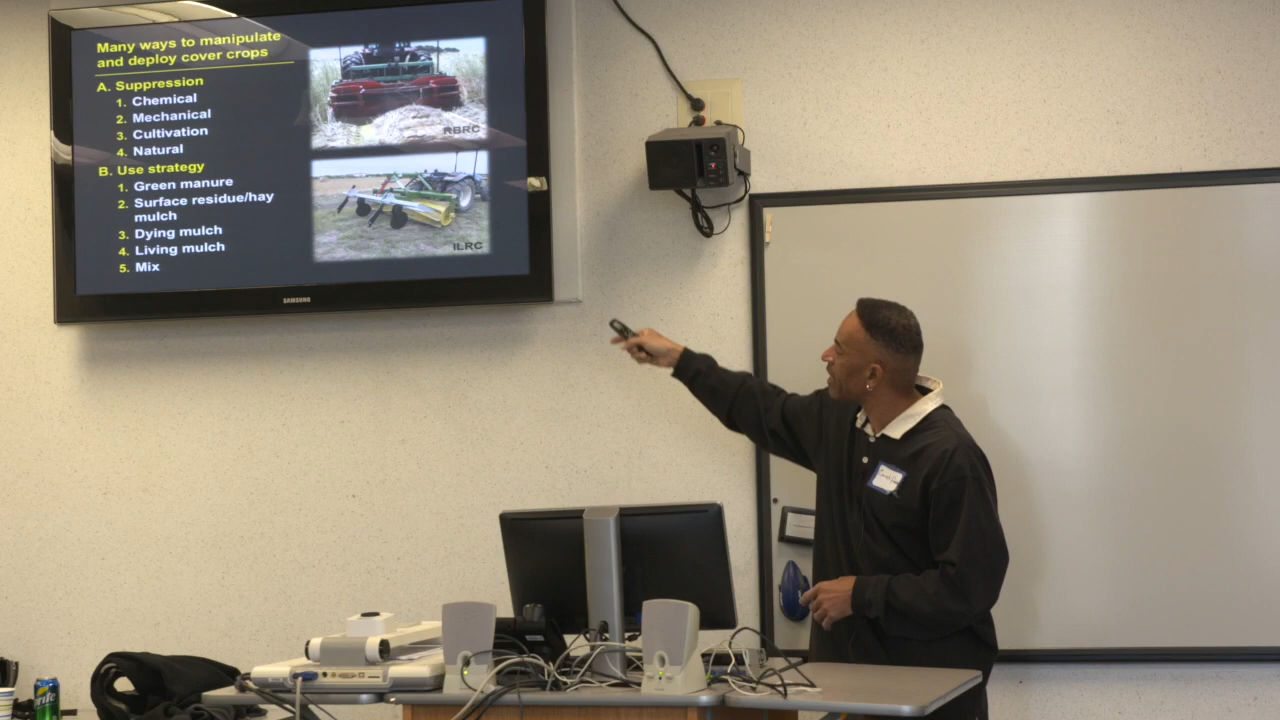 Many ways to manipulate
and deploy cover crops
A. Suppression
1. Chemical
2. Mechanical
3. Cultivation
4. Natural
B. Use strategy
1. Green manure
2. Surface residue/hay
mulch
3. Dying mulch
4. Living mulch
5. Mix
RBRC
ILRC
SAMSUNG